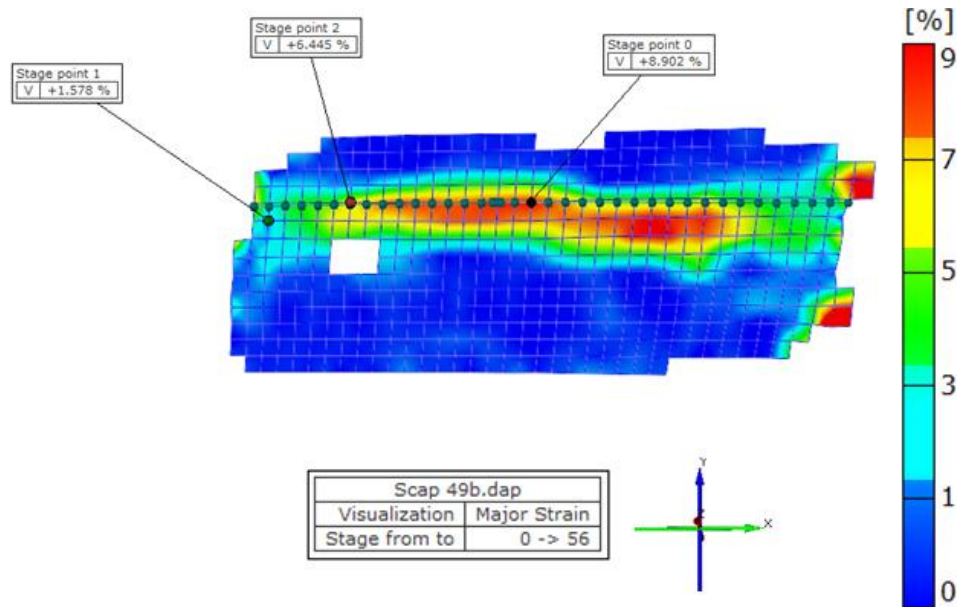 [%]
Stage point 2
V +6.445 %
Stage point 0
V +8.902 %
Stage point 1
V +1.578 %
9
7
5
3
1
0
Scap 49b.dap
Visualization Major Strain
Stage from to 0 -> 56
Y
X